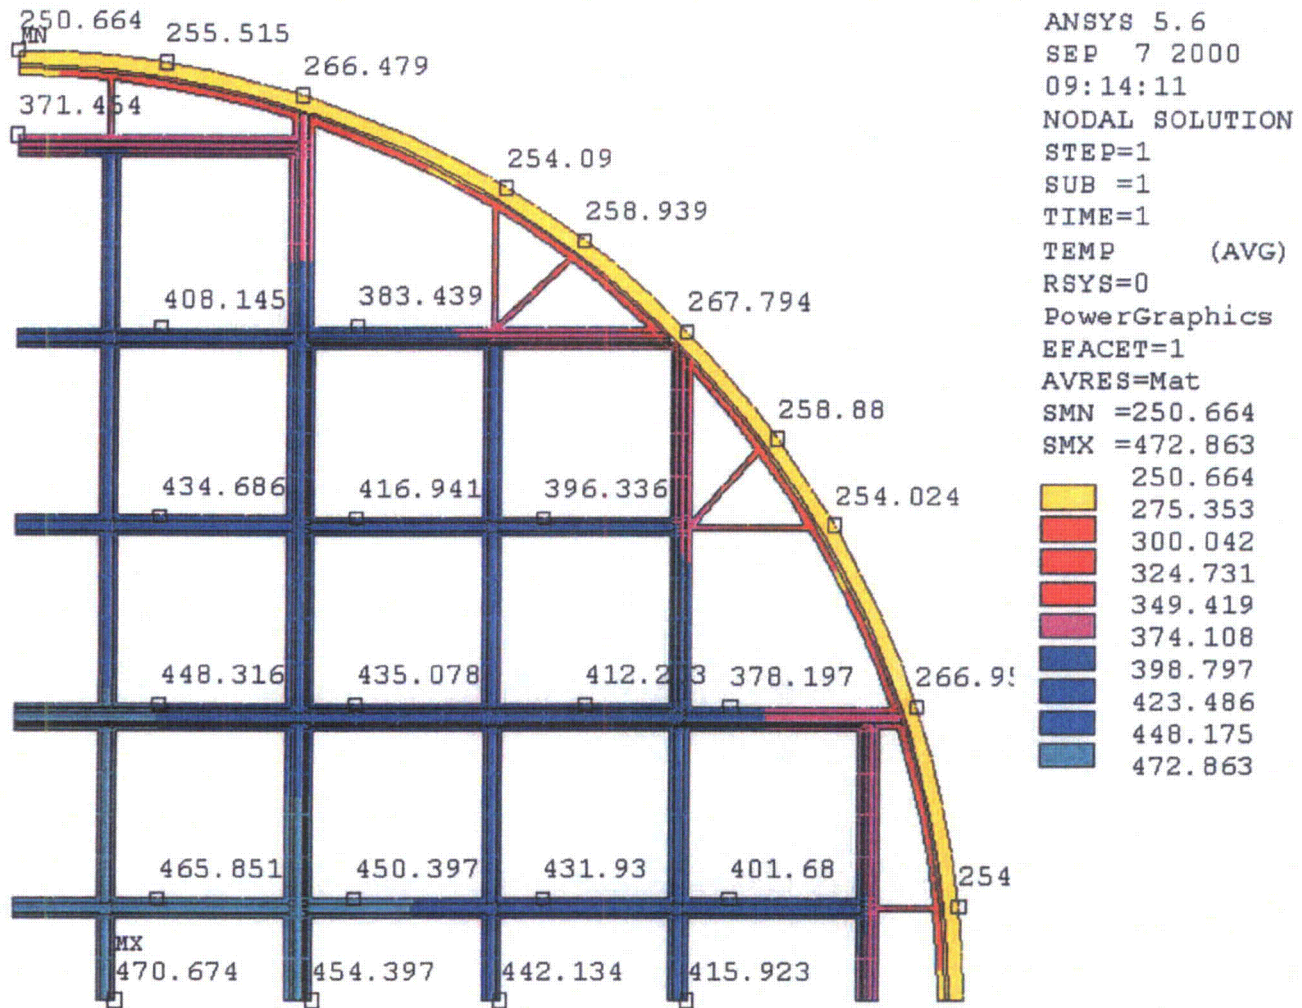 250.664
MN
255.515
266.479
371.464
254.09
258.939
408.145
383.439
267.794
258.88
434.686
416.941
396.336
254.024
448.316
435.078
378.197
465.851
450.397
431.93
401.68
254
MX
470.674
454.397
442.134
415.923
ANSYS 5.6
SEP 7 2000
09:14:11
NODAL SOLUTION
STEP=1
SUB =1
TIME=1
TEMP (AVG)
RSYS=0
PowerGraphics
EFACET=1
AVRES=Mat
SMN =250.664
SMX =472.863
250.664
275.353
300.042
324.731
349.419
374.108
398.797
423.486
448.175
472.863